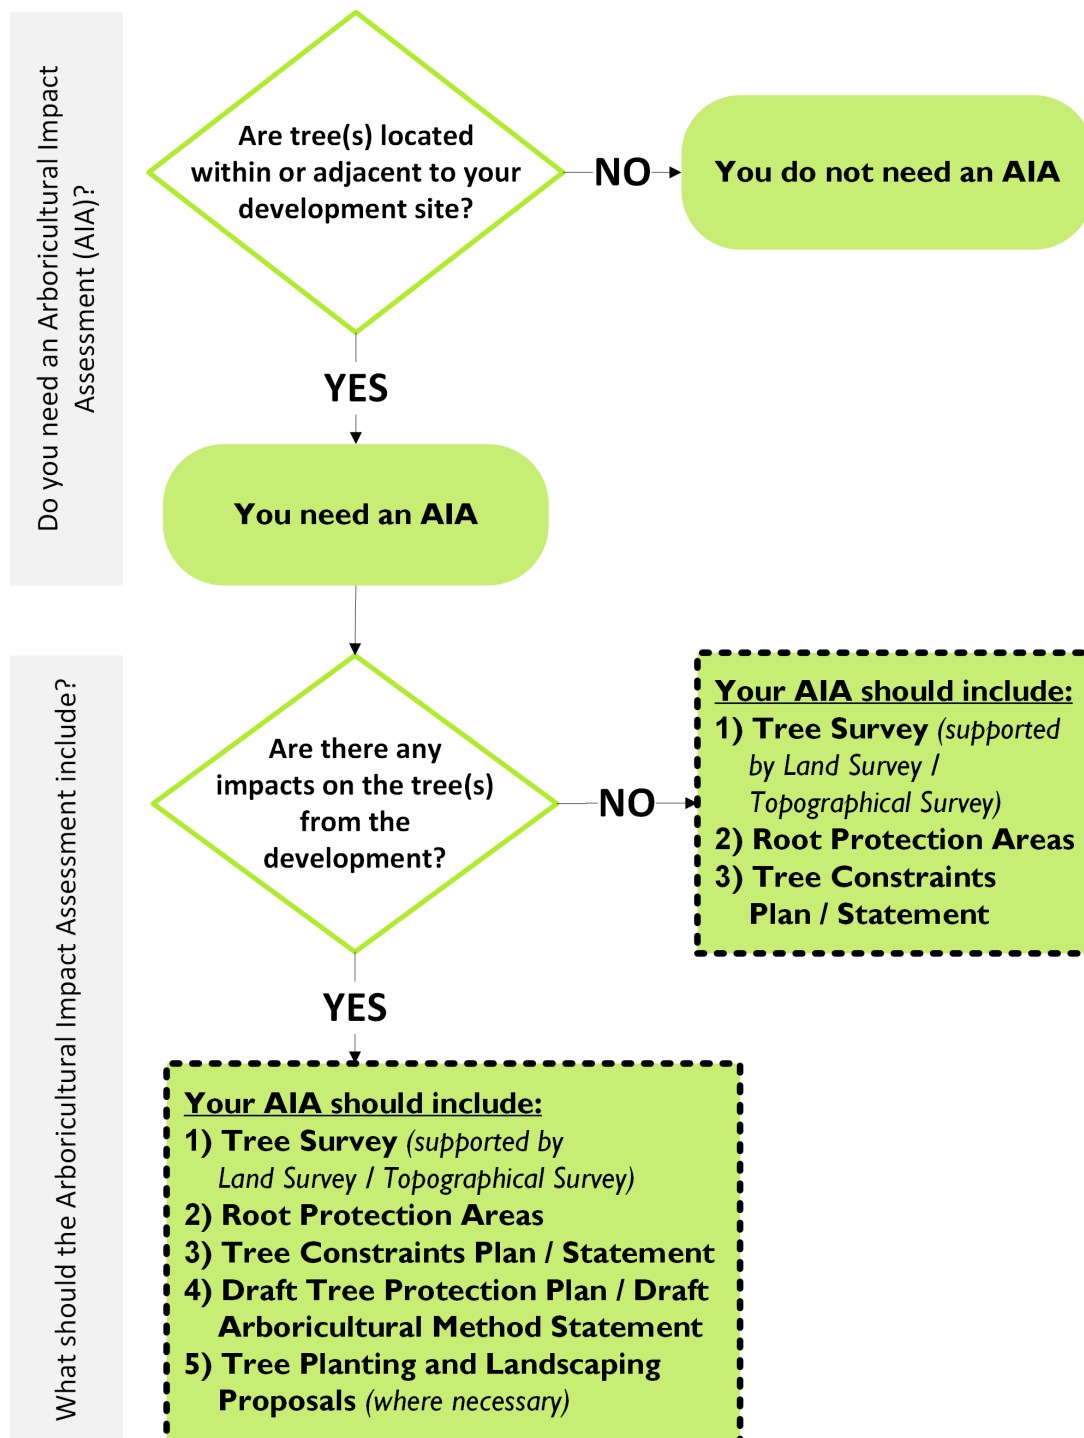 Do you need an Arboricultural Impact
Assessment (AIA)?
Are tree(s) located
within or adjacent to your
development site?
NO
You do not need an AIA
YES
You need an AIA
What should the Arboricultural Impact Assessment include?
Are there any
impacts on the tree(s)
from the
development?
NO
Your AIA should include:
1) Tree Survey (supported
by Land Survey /
Topographical Survey)
2) Root Protection Areas
3) Tree Constraints
Plan / Statement
YES
Your AIA should include:
1) Tree Survey (supported by
Land Survey / Topographical Survey)
2) Root Protection Areas
3) Tree Constraints Plan / Statement
4) Draft Tree Protection Plan / Draft
Arboricultural Method Statement
5) Tree Planting and Landscaping
Proposals (where necessary)